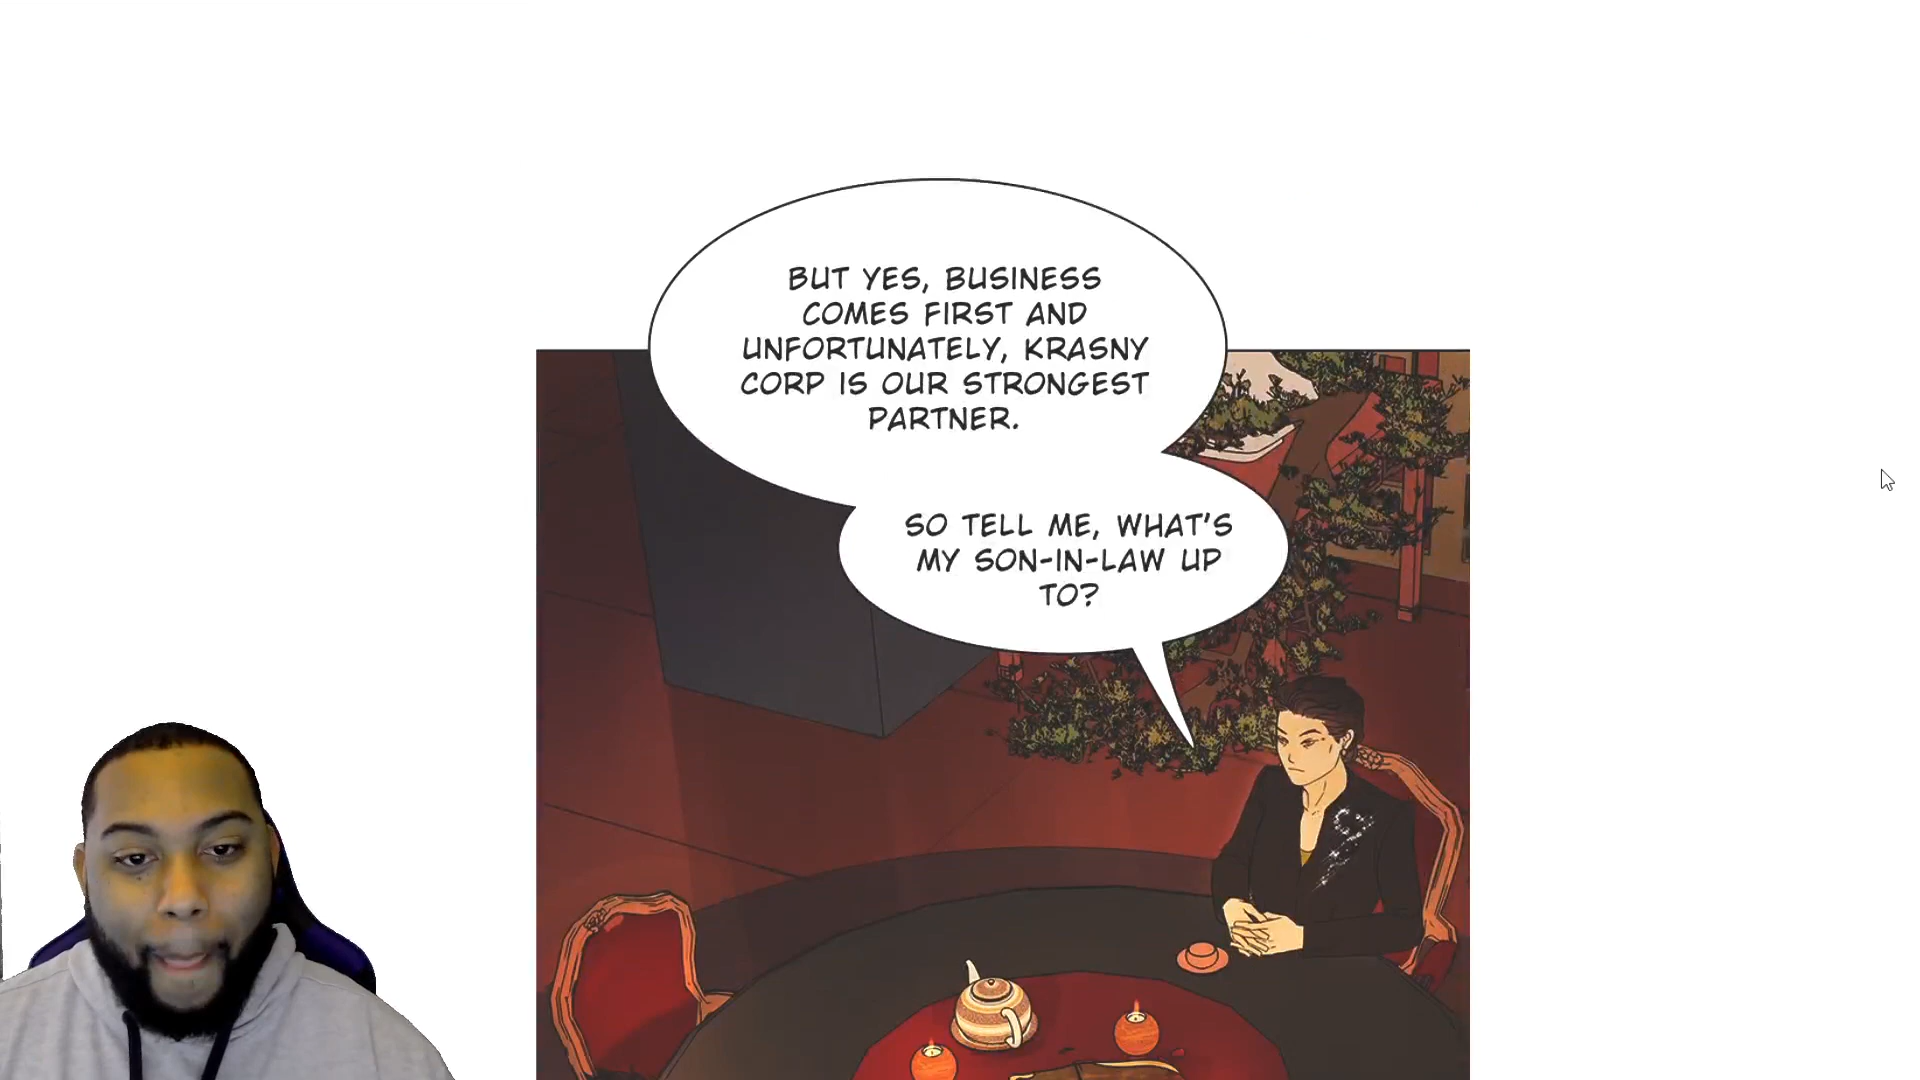 BUT YES, BUSINESS
COMES FIRST AND
UNFORTUNATELY, KRASNY
CORP IS OUR STRONGEST
PARTNER.
SO TELL ME, WHAT'S
MY SON-IN-LAW UP
TO?